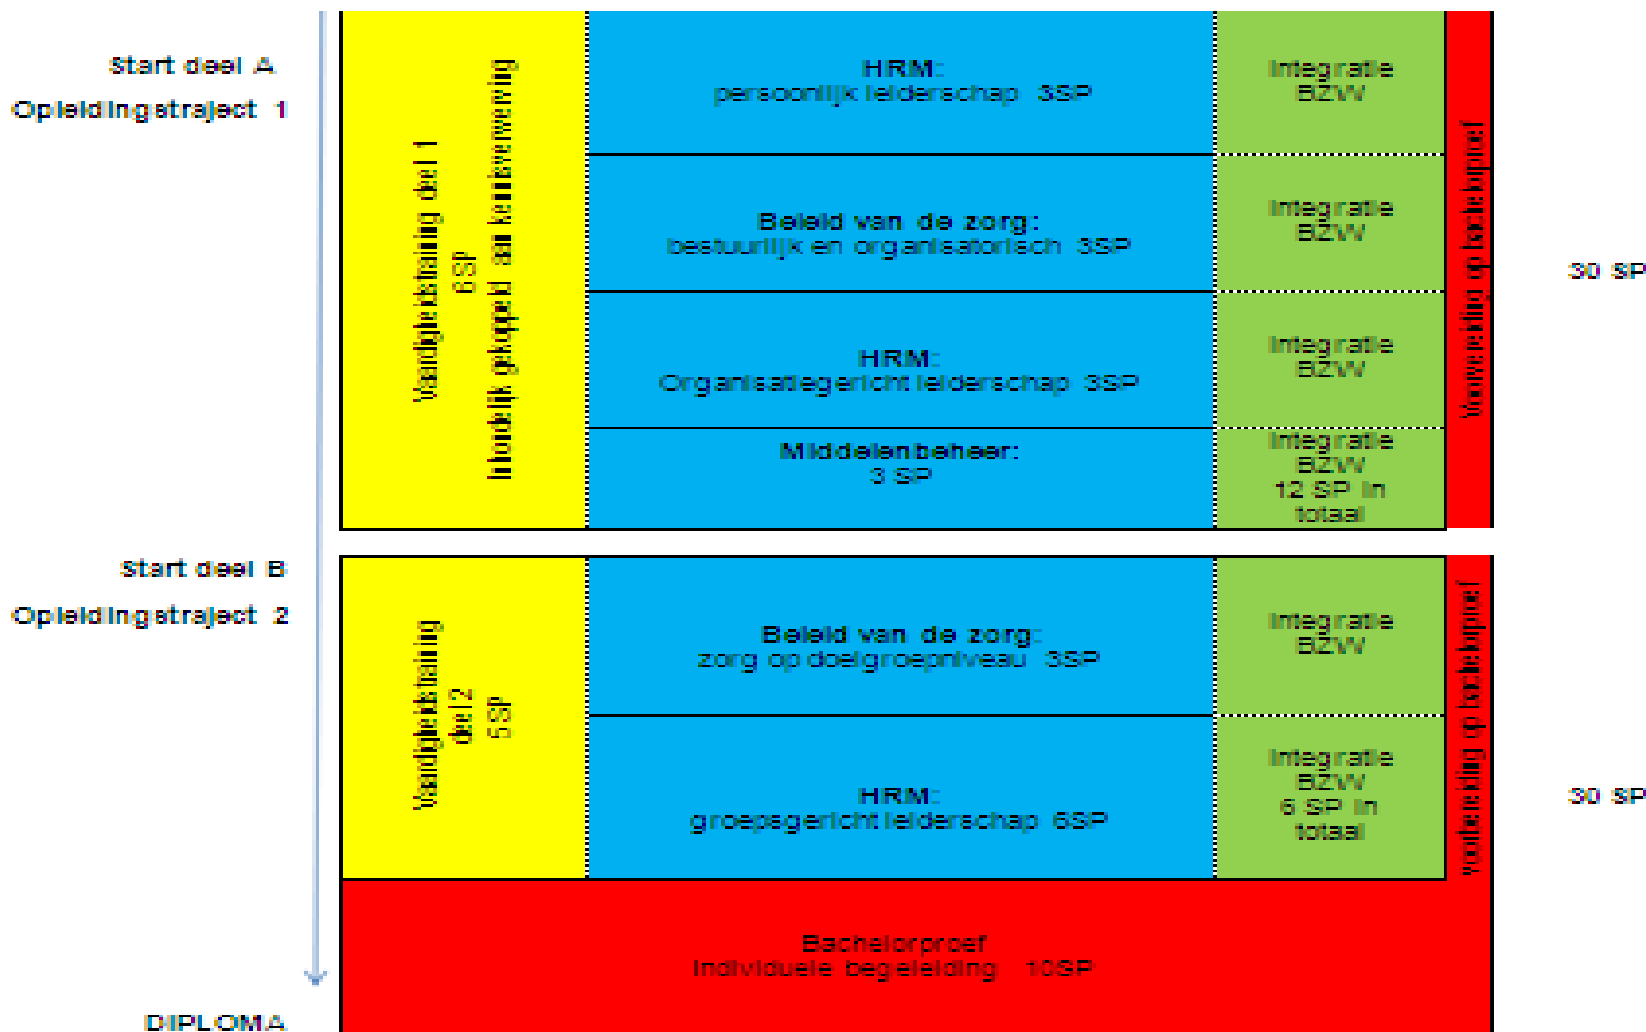 Start deel A
Opleidingstraject 1
Vaardigheidstraining deel 1
6SP
Inhoudelijk gekoppeld aan kennisverwerving
HRM:
persoonlijk leiderschap 3SP
Integratie
BZW
Beleid van de zorg:
bestuurlijk en organisatorisch 3SP
Integratie
BZW
HRM:
Organisatiegericht leiderschap 3SP
Integratie
BZW
Middelenbeheer:
3 SP
Integratie
BZW
12 SP in
totaal
Voorbereiding op bachelorproef
30 SP
Start deel B
Opleidingstraject 2
Vaardigheidstraining
deel 2
5SP
Beleid van de zorg:
zorg op doelgroepniveau 3SP
Integratie
BZW
HRM:
groepsgericht leiderschap 6SP
Integratie
BZW
6 SP in
totaal
voorbereiding op bachelorproef
30 SP
Bachelorproef
Individuele begeleiding 10SP
DIPLOMA